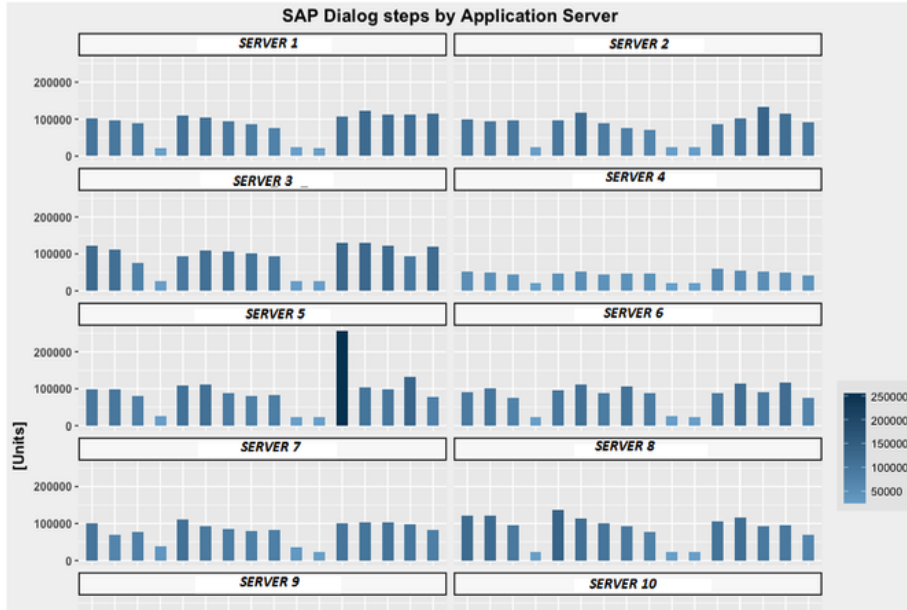 SAP Dialog steps by Application Server
SERVER 1
SERVER 2
200000
100000
0
SERVER 3
SERVER 4
200000
100000
0
SERVER 5
SERVER 6
200000
100000
0
[Units]
SERVER 7
SERVER 8
200000
100000
0
SERVER 9
SERVER 10
250000
200000
150000
100000
50000